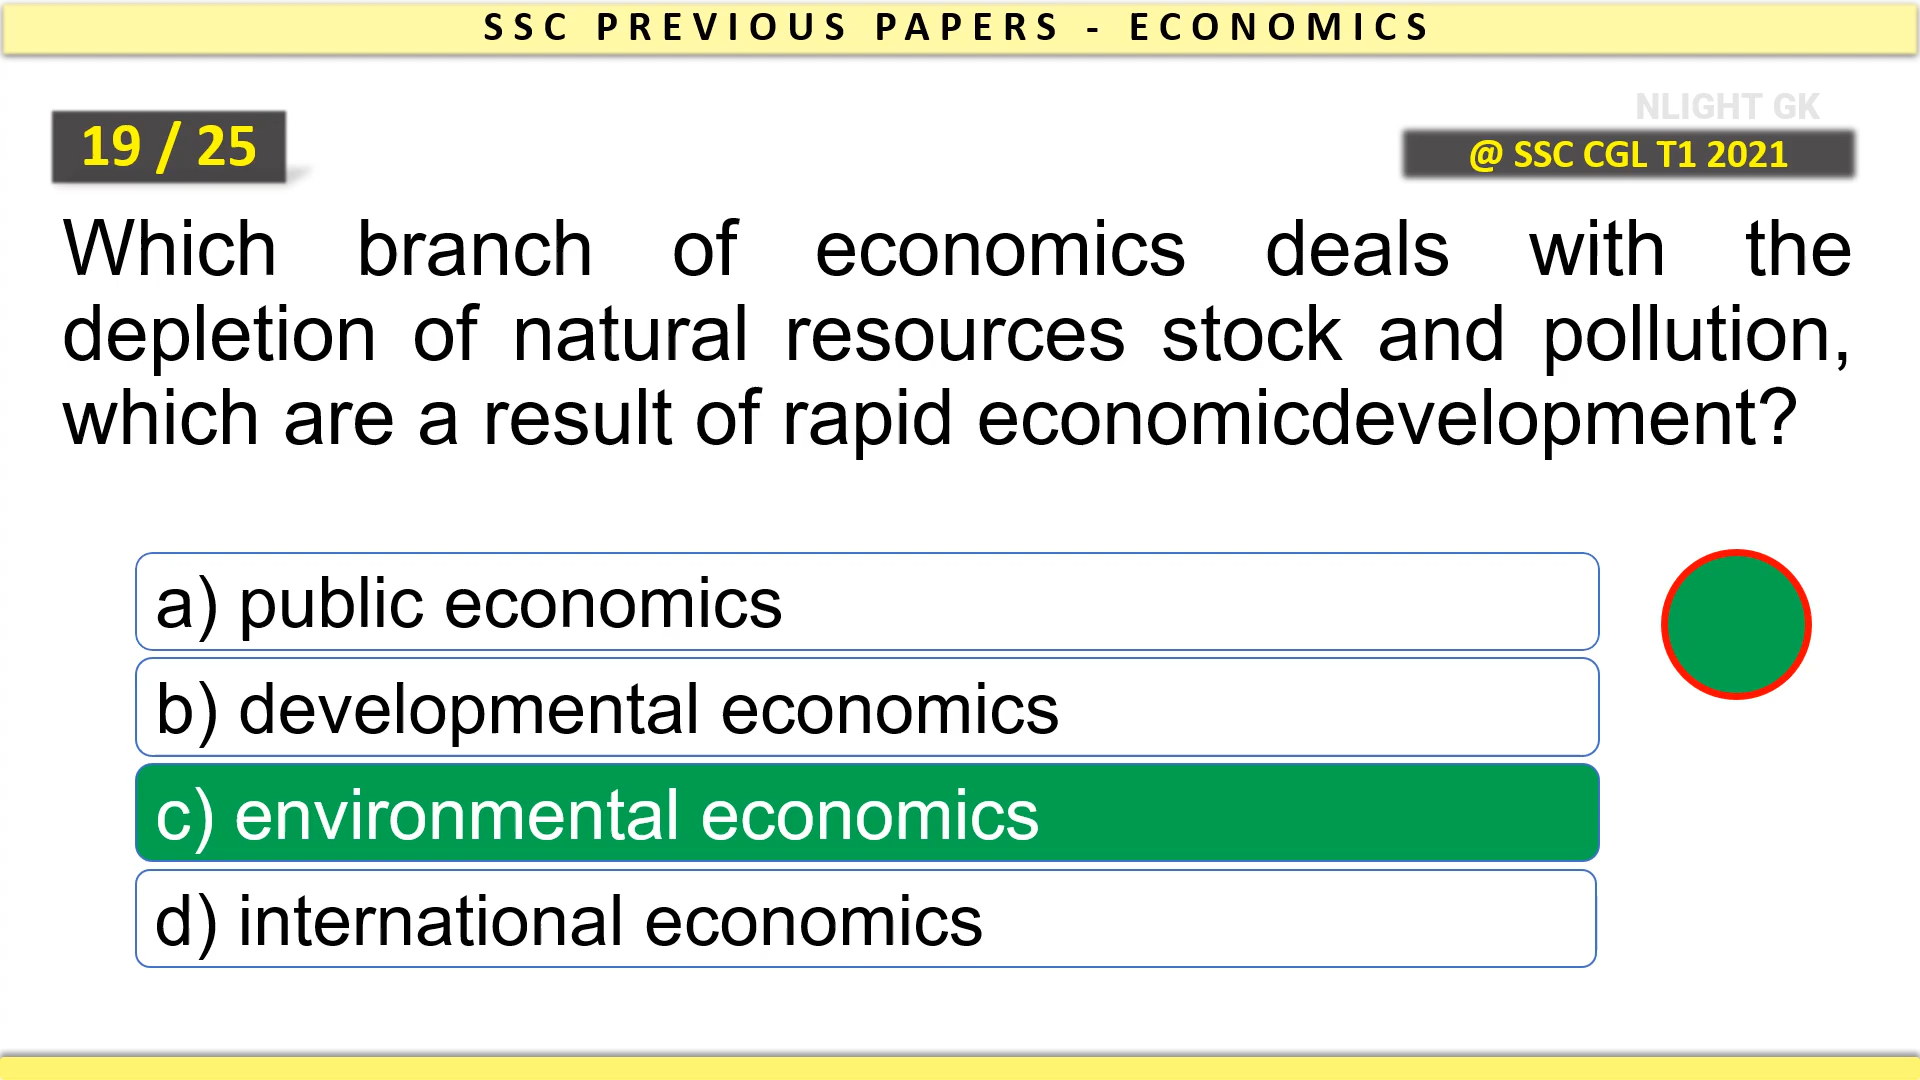 SSC PREVIOUS PAPERS - ECONOMICS
NLIGHT GK
19 / 25
@ SSC CGL T1 2021
Which branch of economics deals with the
depletion of natural resources stock and pollution,
which are a result of rapid economicdevelopment?
a) public economics
b) developmental economics
c) environmental economics
d) international economics